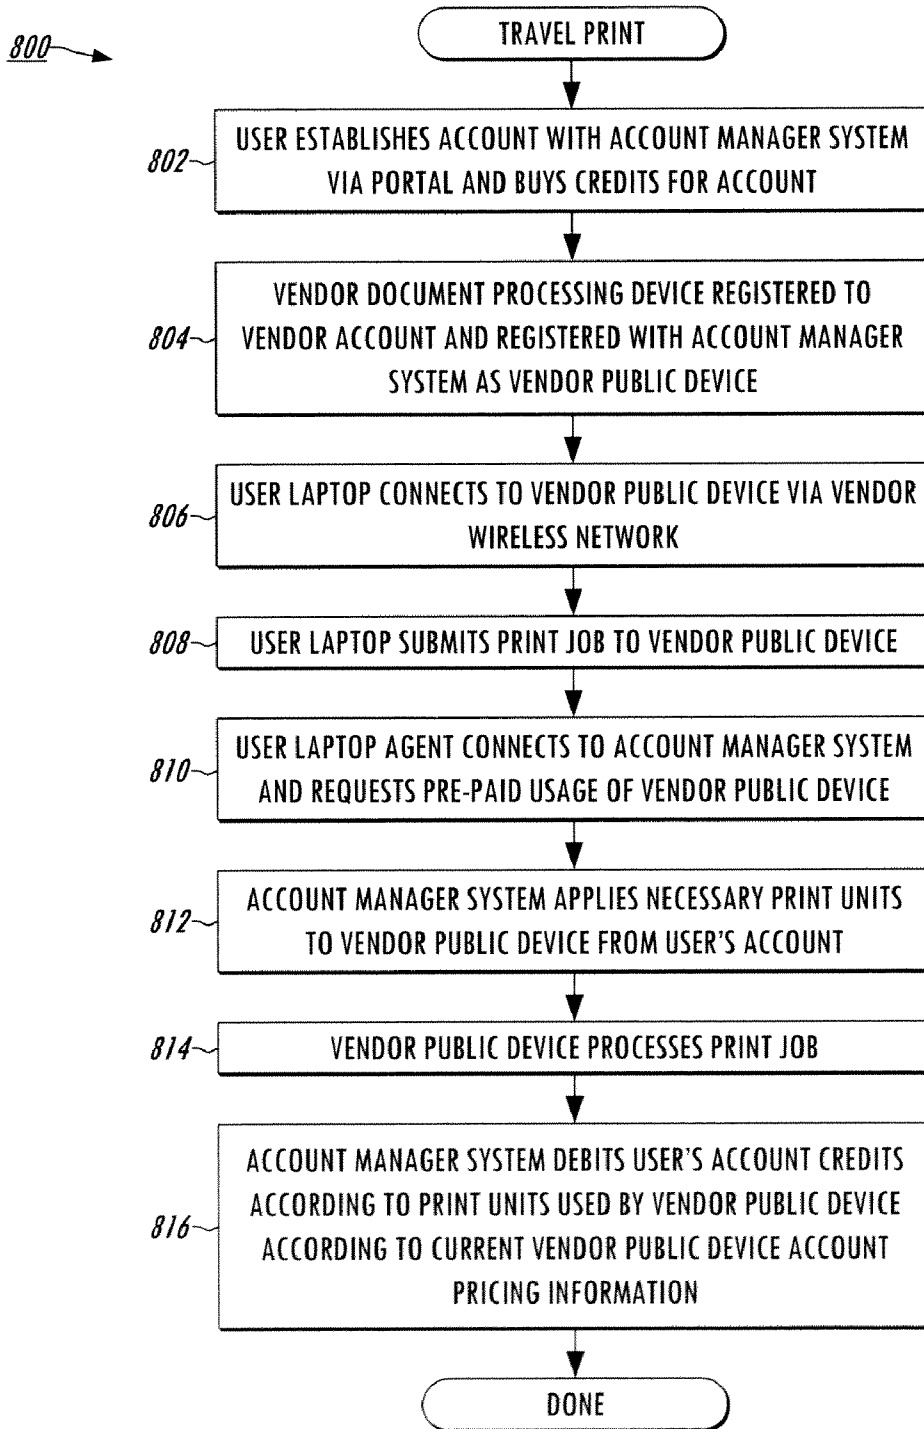 800
TRAVEL PRINT
802
USER ESTABLISHES ACCOUNT WITH ACCOUNT MANAGER SYSTEM
VIA PORTAL AND BUYS CREDITS FOR ACCOUNT
804
VENDOR DOCUMENT PROCESSING DEVICE REGISTERED TO
VENDOR ACCOUNT AND REGISTERED WITH ACCOUNT MANAGER
SYSTEM AS VENDOR PUBLIC DEVICE
806
USER LAPTOP CONNECTS TO VENDOR PUBLIC DEVICE VIA VENDOR
WIRELESS NETWORK
808
USER LAPTOP SUBMITS PRINT JOB TO VENDOR PUBLIC DEVICE
810
USER LAPTOP AGENT CONNECTS TO ACCOUNT MANAGER SYSTEM
AND REQUESTS PRE-PAID USAGE OF VENDOR PUBLIC DEVICE
812
ACCOUNT MANAGER SYSTEM APPLIES NECESSARY PRINT UNITS
TO VENDOR PUBLIC DEVICE FROM USER'S ACCOUNT
814
VENDOR PUBLIC DEVICE PROCESSES PRINT JOB
816
ACCOUNT MANAGER SYSTEM DEBITS USER'S ACCOUNT CREDITS
ACCORDING TO PRINT UNITS USED BY VENDOR PUBLIC DEVICE
ACCORDING TO CURRENT VENDOR PUBLIC DEVICE ACCOUNT
PRICING INFORMATION
DONE